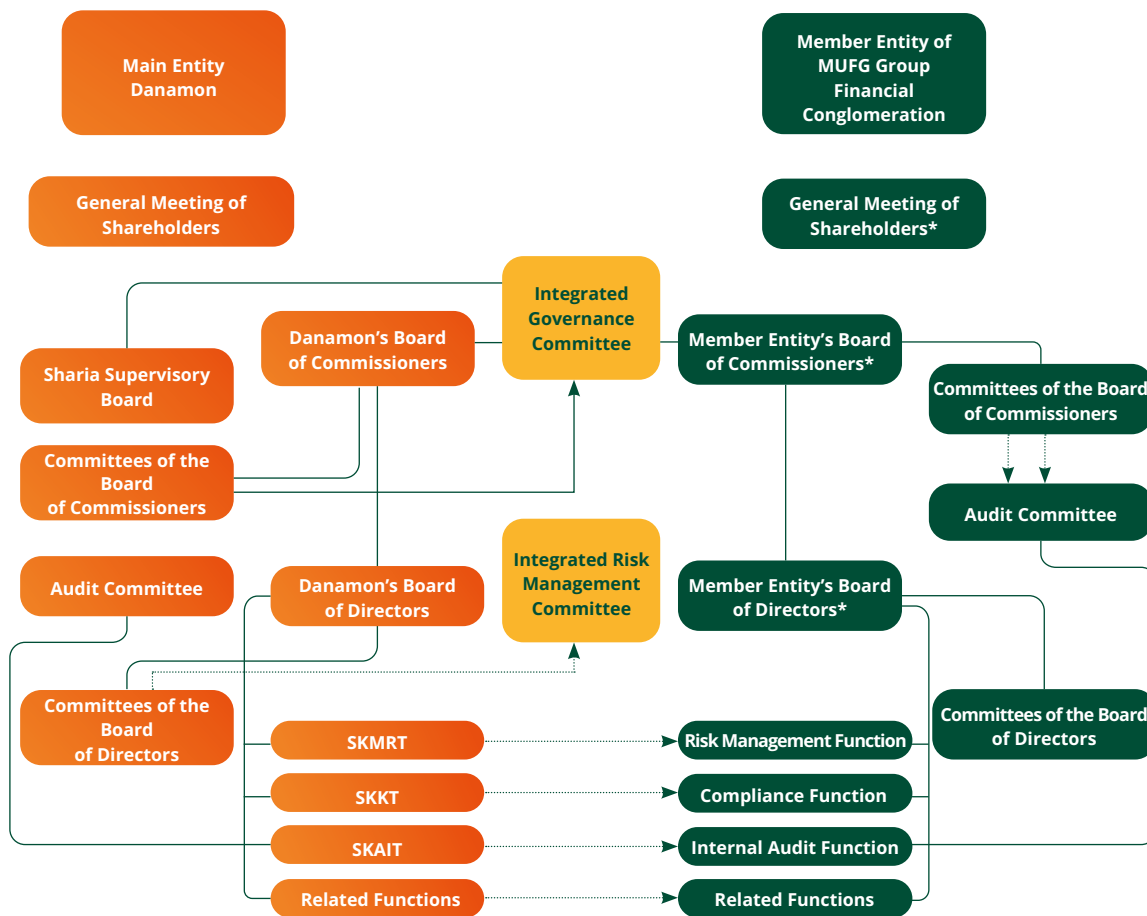 Main Entity
Danamon
Member Entity of
MUFG Group
Financial
Conglomeration
General Meeting of
Shareholders
General Meeting of
Shareholders*
Integrated
Governance
Committee
Danamon's Board
of Commissioners
Member Entity's Board
of Commissioners*
Sharia Supervisory
Board
Committees of the Board
of Commissioners
Committees of the
Board
of Commissioners
Audit Committee
Integrated Risk
Management
Committee
Audit Committee
Danamon's Board
of Directors
Member Entity's Board
of Directors*
Committees of the
Board
of Directors
Committees of the Board
of Directors
SKMRT
Risk Management Function
SKKT
Compliance Function
SKAIT
Internal Audit Function
Related Functions
Related Functions